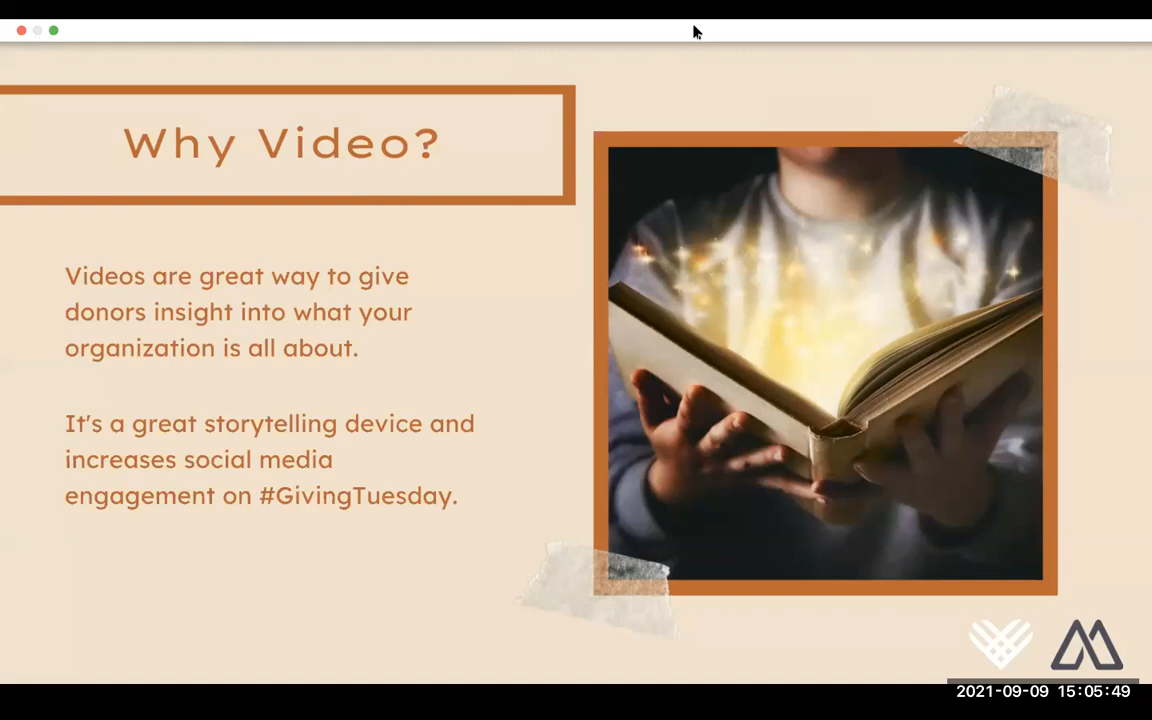 Why Video?
Videos are great way to give
donors insight into what your
organization is all about.
It's a great storytelling device and
increases social media
engagement on #GivingTuesday.
2021-09-09 15:05:49